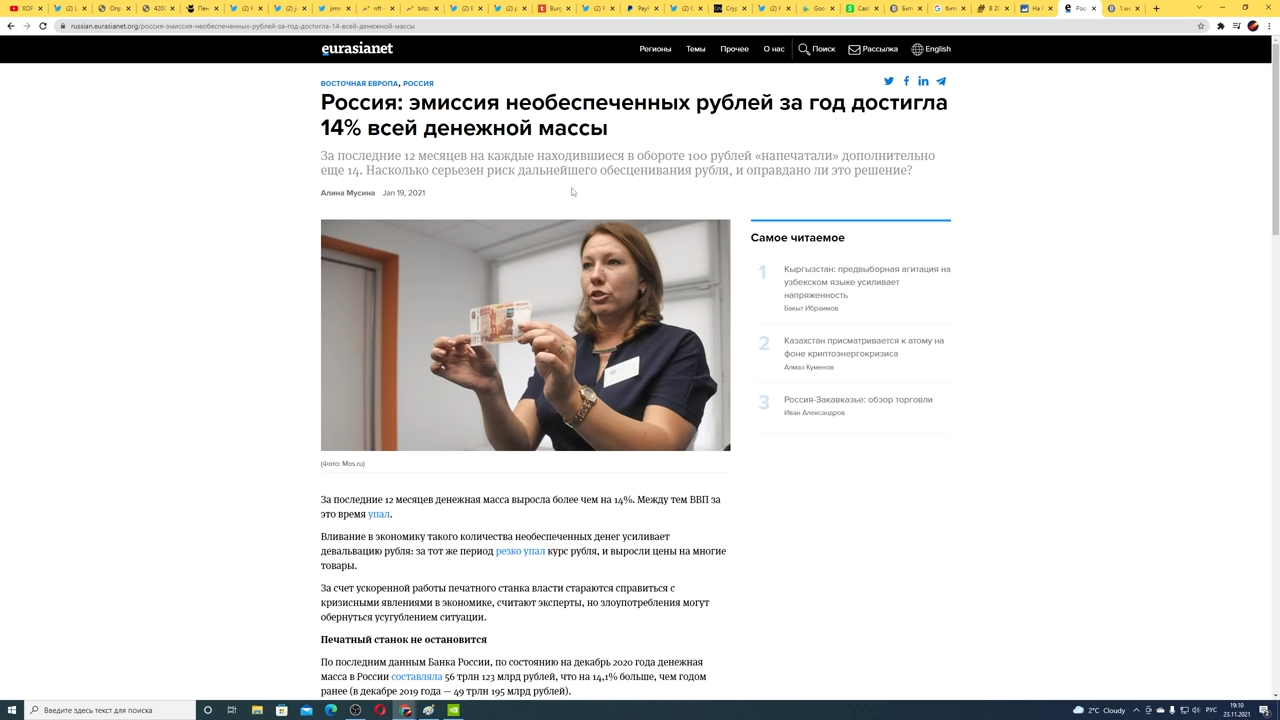 russian.eurasianet.org/россия-эмиссия-необеспеченных-рублей-за-год-достигла-14-всей-денежной-массы
eurasianet
Регионы Темы Прочее О нас Поиск Рассылка English
ВОСТОЧНАЯ ЕВРОПА, РОССИЯ
Россия: эмиссия необеспеченных рублей за год достигла
14% всей денежной массы
За последние 12 месяцев на каждые находившиеся в обороте 100 рублей «напечатали» дополнительно
еще 14. Насколько серьезен риск дальнейшего обесценивания рубля, и оправдано ли это решение?
Алина Мусина Jan 19, 2021
Самое читаемое
1
Кыргызстан: предвыборная агитация на
узбекском языке усиливает
напряженность
Бакыт Ибраимов
2
Казахстан присматривается к атому на
фоне криптоэнергокризиса
Алмаз Куменов
3
Россия-Закавказье: обзор торговли
Иван Александров
(Фото: Mos.ru)
За последние 12 месяцев денежная масса выросла более чем на 14%. Между тем ВВП за
это время упал.
Вливание в экономику такого количества необеспеченных денег усиливает
девальвацию рубля: за тот же период резко упал курс рубля, и выросли цены на многие
товары.
За счет ускоренной работы печатного станка власти стараются справиться с
кризисными явлениями в экономике, считают эксперты, но злоупотребления могут
обернуться усугублением ситуации.
Печатный станок не остановится
По последним данным Банка России, по состоянию на декабрь 2020 года денежная
масса в России составляла 56 трлн 123 млрд рублей, что на 14,1% больше, чем годом
ранее (в декабре 2019 года — 49 трлн 195 млрд рублей).
Введите здесь текст для поиска
2°C Cloudy
РУС
19:10
23.11.2021